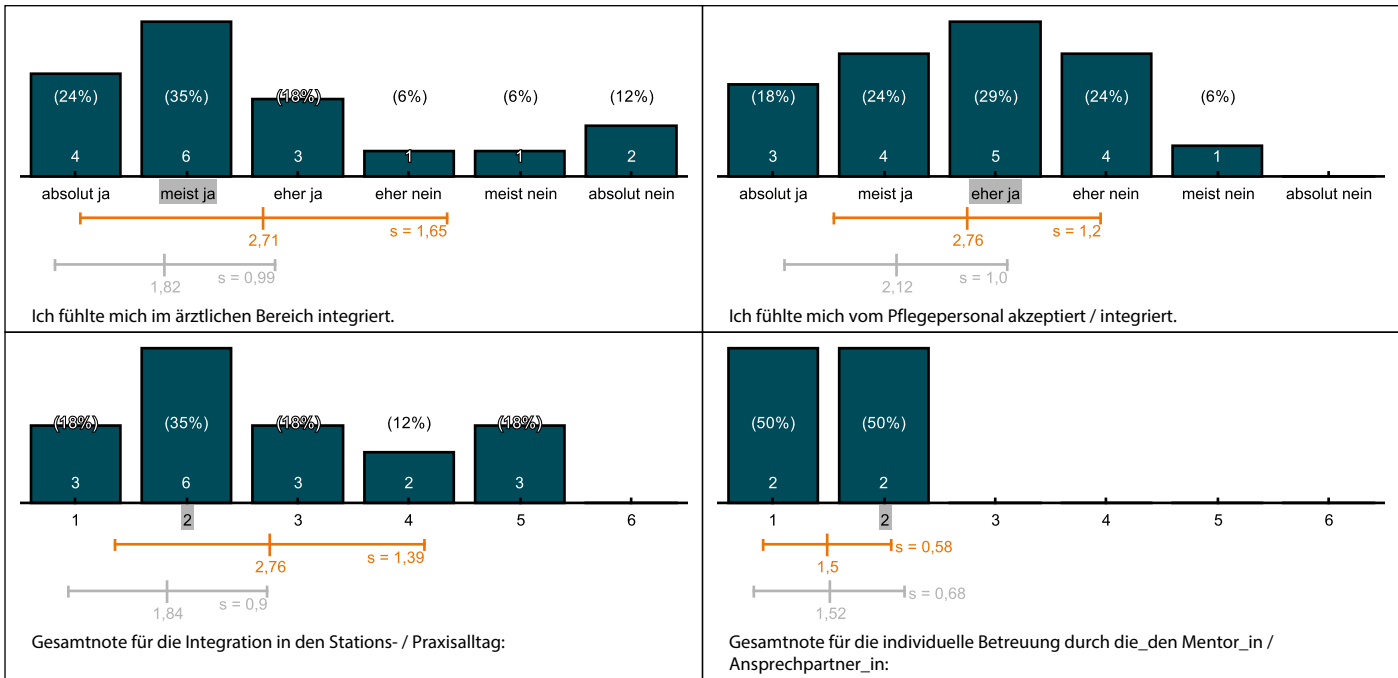 (24%) (35%) (18%) (6%) (6%) (12%)
4 6 3 1 1 2
absolut ja meist ja eher ja eher nein meist nein absolut nein
s = 1,65
2,71
s = 0,99
1,82
Ich fühlte mich im ärztlichen Bereich integriert.
(18%) (24%) (29%) (24%) (6%)
3 4 5 4 1
absolut ja meist ja eher ja eher nein meist nein absolut nein
s = 1,2
2,76
s = 1,0
2,12
Ich fühlte mich vom Pflegepersonal akzeptiert / integriert.
(18%) (35%) (18%) (12%) (18%)
3 6 3 2 3
1 2 3 4 5 6
s = 1,39
2,76
s = 0,9
1,84
Gesamtnote für die Integration in den Stations- / Praxisalltag:
(50%) (50%)
2 2
1 2 3 4 5 6
s = 0,58
1,5
s = 0,68
1,52
Gesamtnote für die individuelle Betreuung durch die_den Mentor_in /
Ansprechpartner_in: